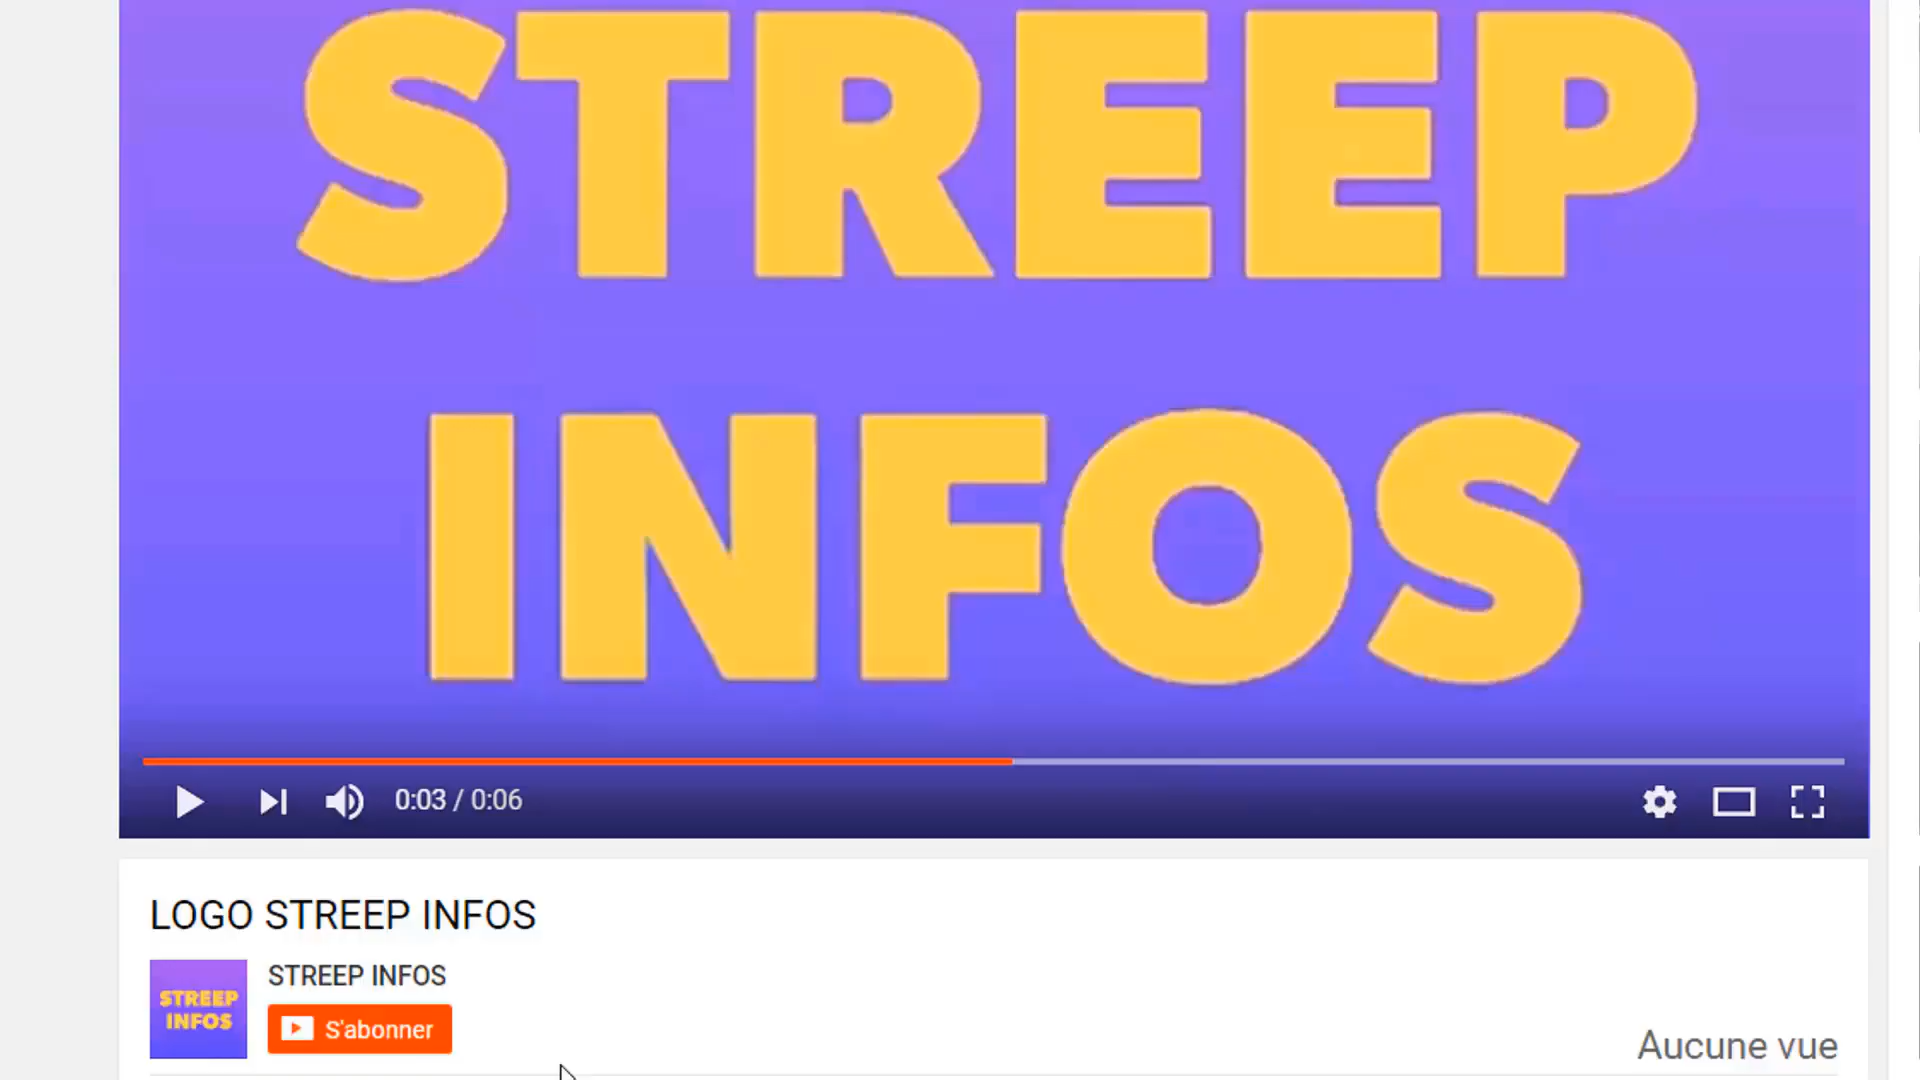 STREEP
INFOS
0:03 / 0:06
LOGO STREEP INFOS
STREEP INFOS
STREEP
INFOS
S'abonner
Aucune vue